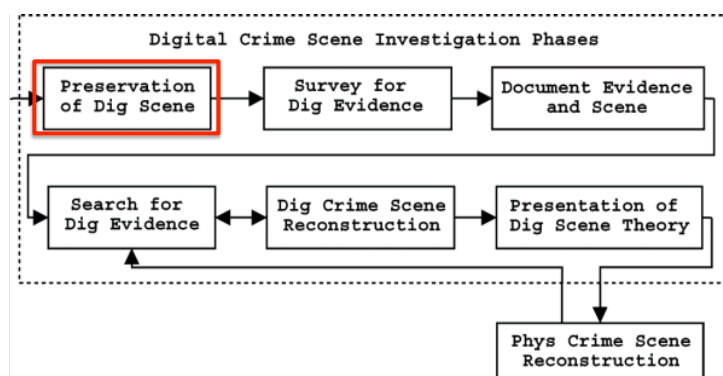 Digital Crime Scene Investigation Phases
Preservation
of Dig Scene
Survey for
Dig Evidence
Document Evidence
and Scene
Search for
Dig Evidence
Dig Crime Scene
Reconstruction
Presentation of
Dig Scene Theory
Phys Crime Scene
Reconstruction